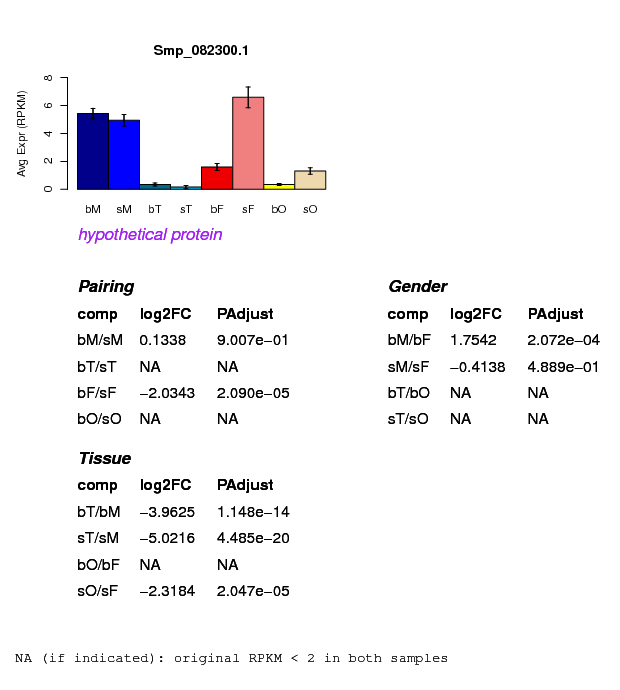 Smp_082300.1
Avg Expr (RPKM)
8
6
4
2
0
bM sM bT sT bF sF bO sO
hypothetical protein
Pairing
comp log2FC PAdjust
bM/sM 0.1338 9.007e−01
bT/sT NA NA
bF/sF −2.0343 2.090e−05
bO/sO NA NA
Gender
comp log2FC PAdjust
bM/bF 1.7542 2.072e−04
sM/sF −0.4138 4.889e−01
bT/bO NA NA
sT/sO NA NA
Tissue
comp log2FC PAdjust
bT/bM −3.9625 1.148e−14
sT/sM −5.0216 4.485e−20
bO/bF NA NA
sO/sF −2.3184 2.047e−05
NA (if indicated): original RPKM < 2 in both samples